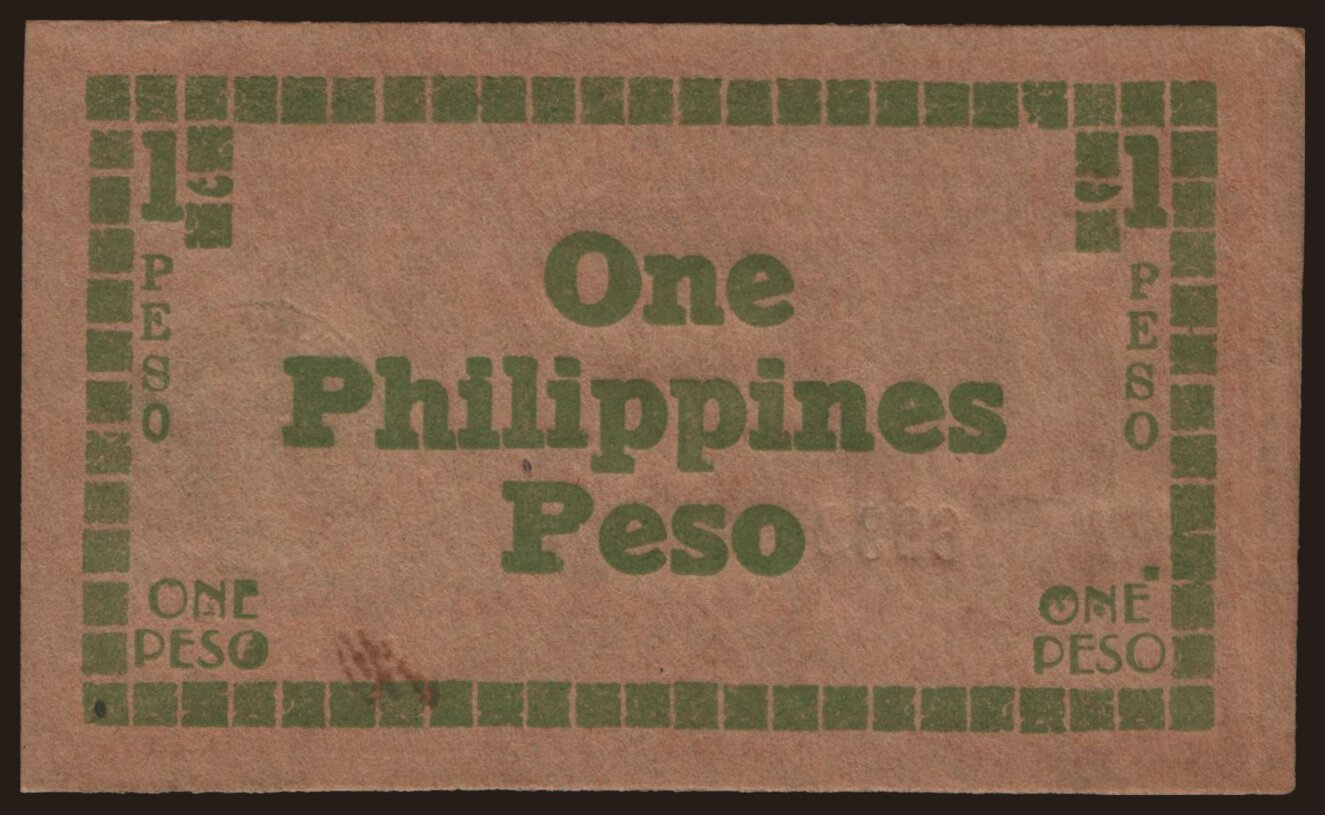 1 1
PESO PESO
One
Philippines
Peso
ONE ONE
PESO PESO